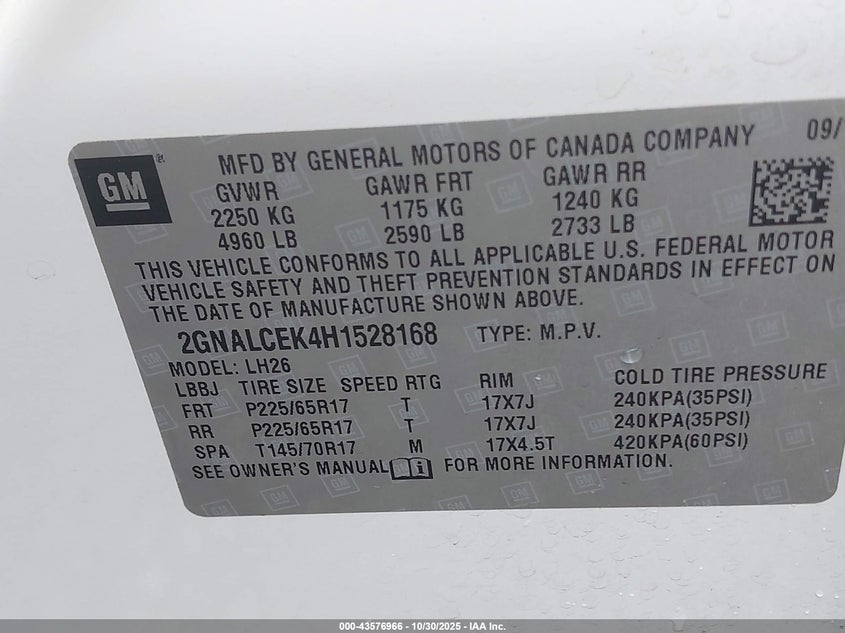 GM
MFD BY GENERAL MOTORS OF CANADA COMPANY 09/
GVWR GAWR FRT GAWR RR
2250 KG 1175 KG 1240 KG
4960 LB 2590 LB 2733 LB
THIS VEHICLE CONFORMS TO ALL APPLICABLE U.S. FEDERAL MOTOR
VEHICLE SAFETY AND THEFT PREVENTION STANDARDS IN EFFECT ON
THE DATE OF MANUFACTURE SHOWN ABOVE.
2GNALCEK4H1528168 TYPE: M.P.V.
MODEL: LH26
LBBJ TIRE SIZE SPEED RTG RIM COLD TIRE PRESSURE
FRT P225/65R17 T 17X7J 240KPA(35PSI)
RR P225/65R17 T 17X7J 240KPA(35PSI)
SPA T145/70R17 M 17X4.5T 420KPA(60PSI)
SEE OWNER'S MANUAL i FOR MORE INFORMATION.
000-43576966 - 10/30/2025 - IAA Inc.